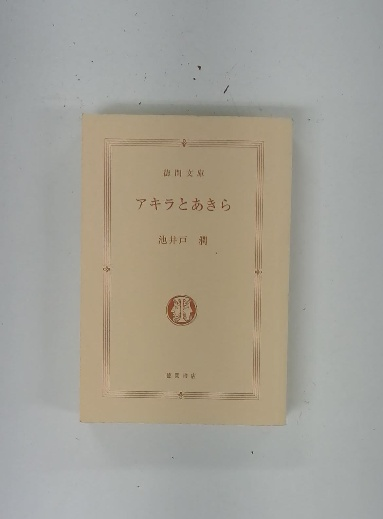 徳間文庫
アキラとあきら
池井戸 潤
徳間書店